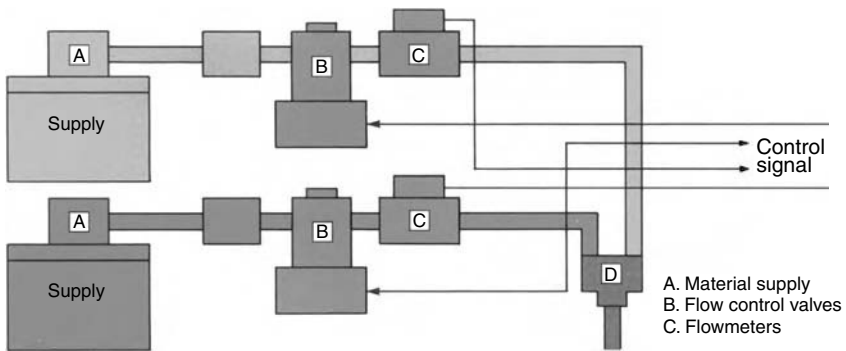 A
B
C
Supply
Control
signal
A
B
C
Supply
D
A. Material supply
B. Flow control valves
C. Flowmeters